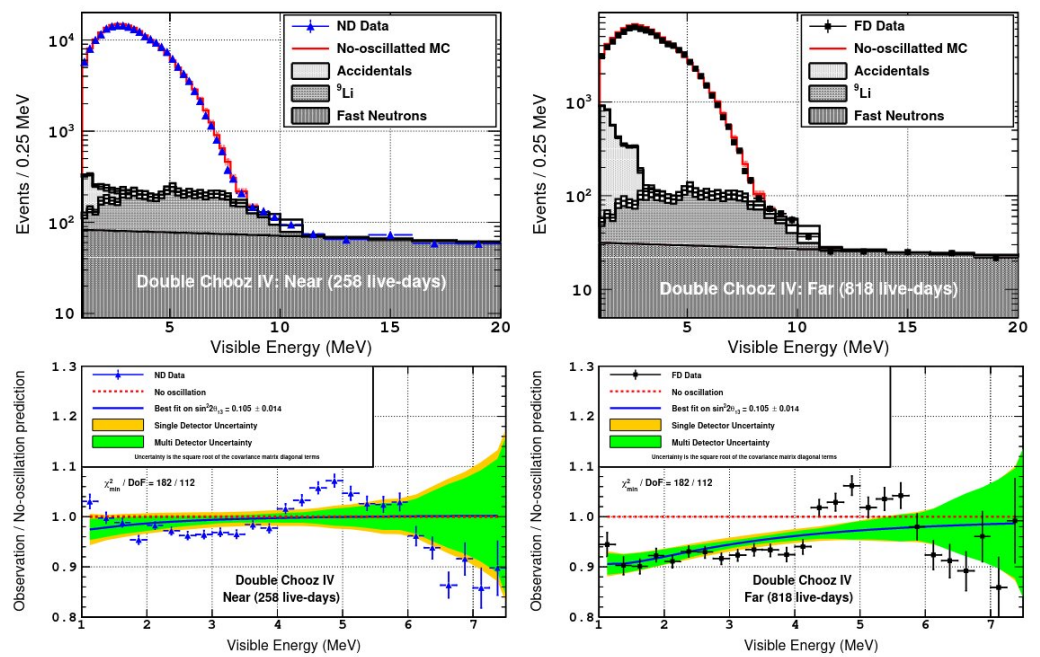 ND Data
No-oscillatted MC
Accidentals
9Li
Fast Neutrons
10^4
10^3
10^2
10
Events / 0.25 MeV
Double Chooz IV: Near (258 live-days)
5 10 15 20
Visible Energy (MeV)
FD Data
No-oscillatted MC
Accidentals
9Li
Fast Neutrons
10^3
10^2
10
Events / 0.25 MeV
Double Chooz IV: Far (818 live-days)
5 10 15 20
Visible Energy (MeV)
1.3
1.2
1.1
1.0
0.9
0.8
Observation / No-oscillation prediction
ND Data
No oscillation
Best fit on sin²2θ13 = 0.105 ± 0.014
Single Detector Uncertainty
Multi Detector Uncertainty
Uncertainty is the square root of the covariance matrix diagonal terms
χ²min / DoF = 182 / 112
Double Chooz IV
Near (258 live-days)
1 2 3 4 5 6 7
Visible Energy (MeV)
1.3
1.2
1.1
1.0
0.9
0.8
Observation / No-oscillation prediction
FD Data
No oscillation
Best fit on sin²2θ13 = 0.105 ± 0.014
Single Detector Uncertainty
Multi Detector Uncertainty
Uncertainty is the square root of the covariance matrix diagonal terms
χ²min / DoF = 182 / 112
Double Chooz IV
Far (818 live-days)
1 2 3 4 5 6 7
Visible Energy (MeV)